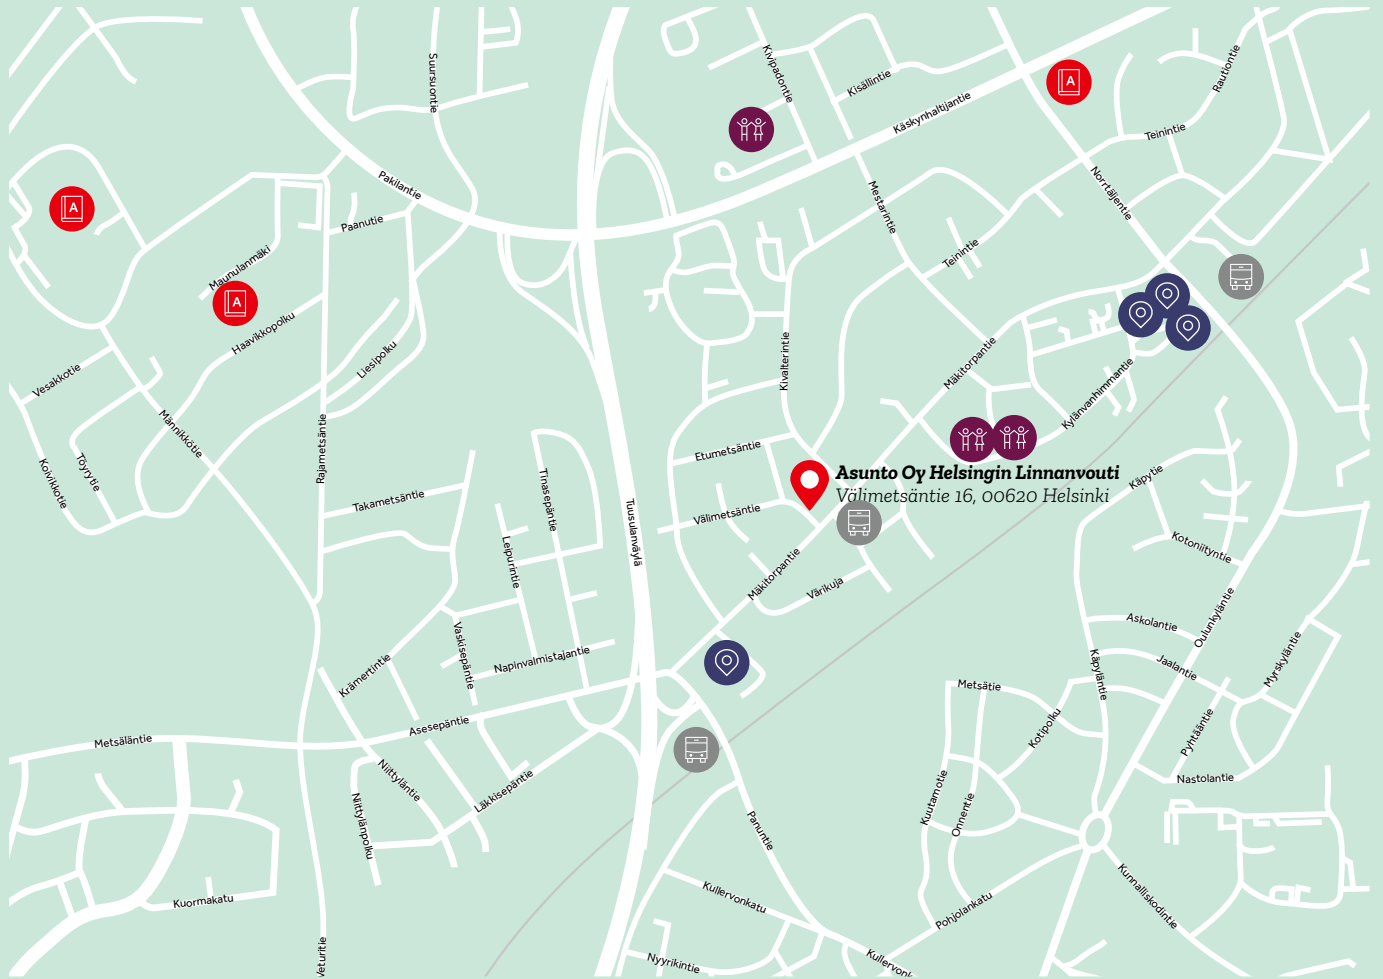 Suursuontie
Kivipadontie
Kisällintie
Käskynhaltijantie
A
Rautiontie
Teinintie
Pakilantie
Norrtäljentie
A
Mestarintie
Paanutie
Teinintie
Maunulanmäki
A
Haavikkopolku
Liesipolku
Kivalterintie
Mäkitorpantie
Vesakkotie
Kylänvanhimmantie
Männikkötie
Rajametsäntie
Etumetsäntie
Koivikkotie
Töyrytie
Asunto Oy Helsingin Linnanvouti
Välimetsäntie 16, 00620 Helsinki
Käpytie
Takametsäntie
Tinasepäntie
Välimetsäntie
Tuusulanväylä
Leipurintie
Kotoniityntie
Mäkitorpantie
Värikuja
Askolantie
Oulunkyläntie
Vaskisepäntie
Napinvalmistajantie
Krämertintie
Käpyläntie
Jaalantie
Myrskyläntie
Metsätie
Asesepäntie
Kotipolku
Pyhtääntie
Metsäläntie
Niittyläntie
Läkkisepäntie
Nastolantie
Kuutamotie
Onnentie
Niittylänpolku
Panuntie
Kuormakatu
Kullervonkatu
Pohjolankatu
Kunnalliskodintie
Veturitie
Nyyrikintie
Kullervonk